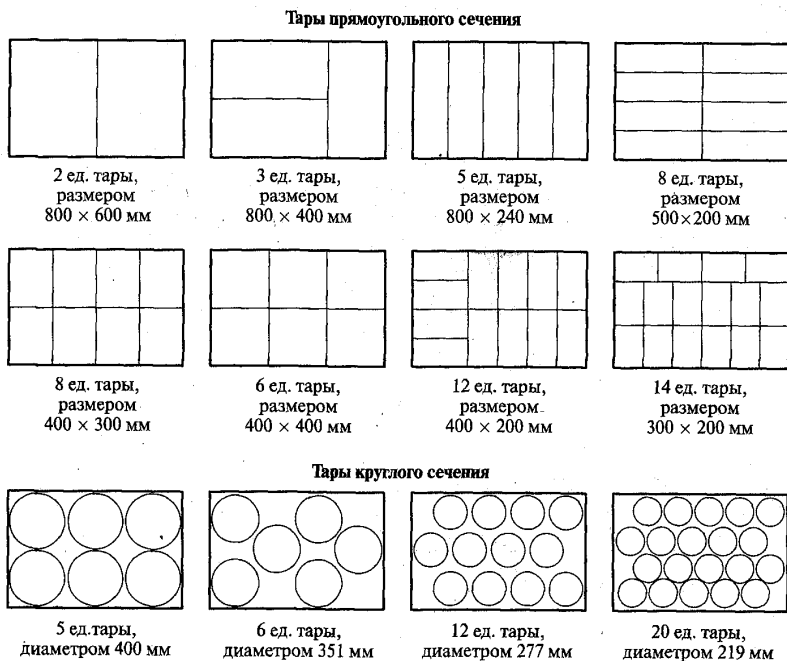 Тары прямоугольного сечения
2 ед. тары,
размером
800 × 600 мм
3 ед. тары,
размером
800 × 400 мм
5 ед. тары,
размером
800 × 240 мм
8 ед. тары,
размером
500×200 мм
8 ед. тары,
размером
400 × 300 мм
6 ед. тары,
размером
400 × 400 мм
12 ед. тары,
размером
400 × 200 мм
14 ед. тары,
размером
300 × 200 мм
Тары круглого сечения
5 ед.тары,
диаметром 400 мм
6 ед. тары,
диаметром 351 мм
12 ед. тары,
диаметром 277 мм
20 ед. тары,
диаметром 219 мм